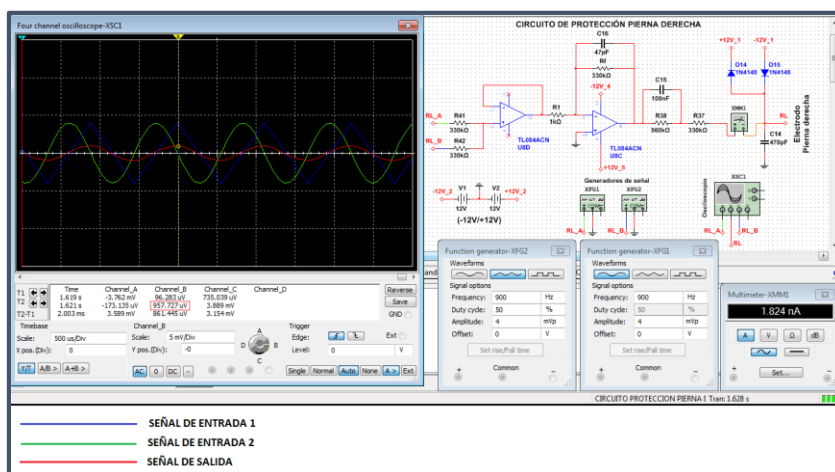 Four channel oscilloscope-XSC1
T1
T2
T2-T1
Time Channel_A Channel_B Channel_C Channel_D
1.619 s -3.762 mV 96.283 uV 735.039 uV
1.621 s -173.135 uV 957.727 uV 3.889 mV
2.003 ms 3.589 mV 861.445 uV 3.154 mV
Reverse
Save
GND
Timebase
Scale: 500 us/Div
X pos.(Div): 0
Y/T A/B > A+B >
Channel_B
Scale: 5 mV/Div
Y pos.(Div): -0
AC 0 DC -
A
B
C
D
Trigger
Edge:
Ext
Level: 0 V
Single Normal Auto None A > Ext
CIRCUITO DE PROTECCIÓN PIERNA DERECHA
C16
47pF
Rf
330kΩ
+12V_1 -12V_1
D14
1N4148
D15
1N4148
-12V_4
C15
100nF
RL_A
R41
330kΩ
RL_B
R42
330kΩ
TL084ACN
U8D
R1
1kΩ
TL084ACN
U8C
+12V_5
R38
560kΩ
R37
330kΩ
XMM1
RL
C14
470pF
Electrodo
Pierna derecha
-12V_2
V1
12V
V2
12V
+12V_2
(-12V/+12V)
Generadores de señal
XFG1 XFG2
RL_A RL_B
Osciloscopio
XSC1
RL_A RL_B
RL
Function generator-XFG2
Waveforms
Signal options
Frequency: 900 Hz
Duty cycle: 50 %
Amplitude: 4 mVp
Offset: 0 V
Set rise/Fall time
+ Common -
Function generator-XFG1
Waveforms
Signal options
Frequency: 900 Hz
Duty cycle: 50 %
Amplitude: 4 mVp
Offset: 0 V
Set rise/Fall time
+ Common -
Multimeter-XMM1
1.824 nA
A V Ω dB
+ Set... -
CIRCUITO PROTECCION PIERNA I Tran: 1.628 s
SEÑAL DE ENTRADA 1
SEÑAL DE ENTRADA 2
SEÑAL DE SALIDA